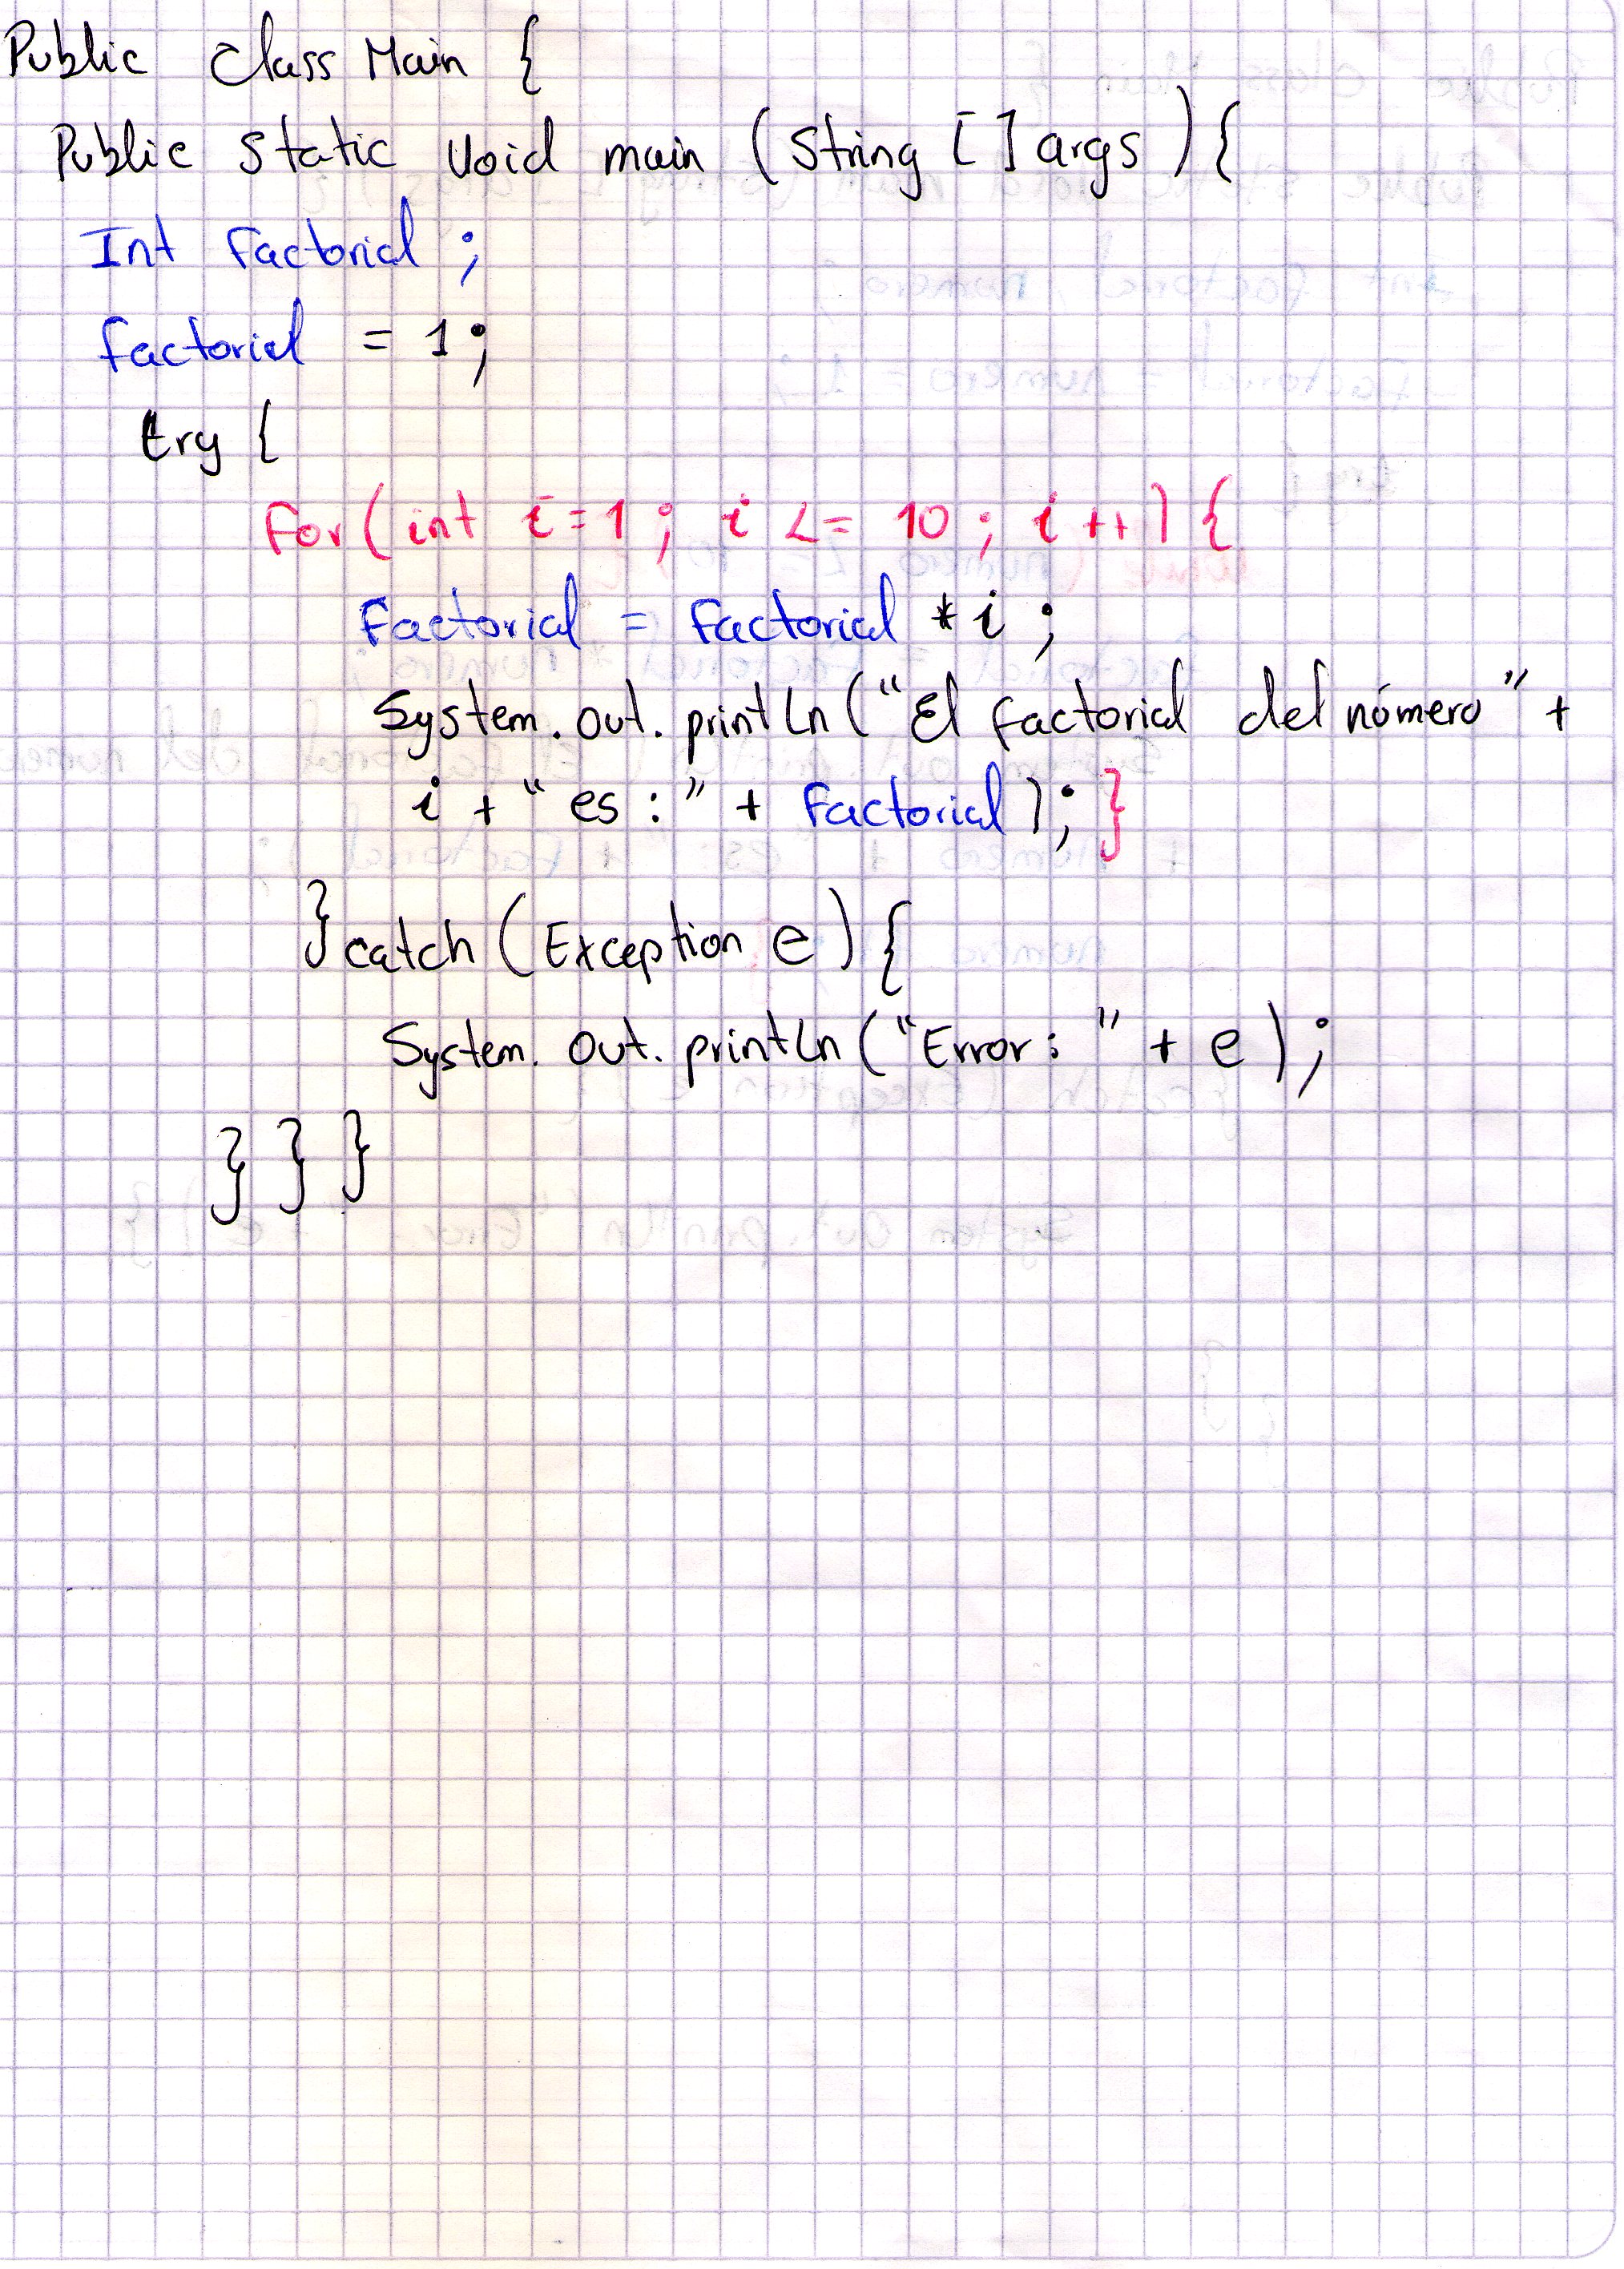 Public class Main {
Public static void main (String [ ] args ) {
Int factorial ;
factorial = 1;
try {
for ( int i=1 ; i <= 10 ; i ++ ) {
Factorial = factorial * i ;
System. out. println ( “El factorial del número” +
i + “ es : ” + factorial ) ; }
} catch ( Exception e ) {
System. out. println ( “Error : ” + e ) ;
} } }